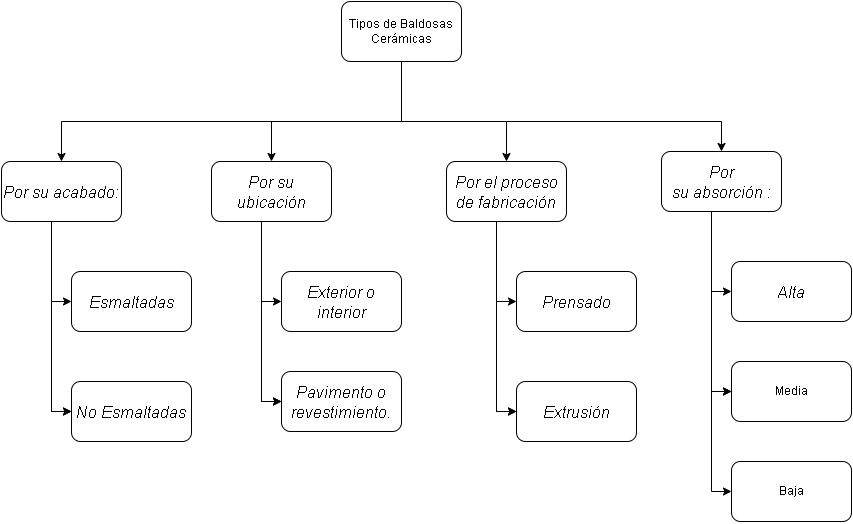 Tipos de Baldosas
Cerámicas
Por su acabado:
Por su
ubicación
Por el proceso
de fabricación
Por
su absorción :
Esmaltadas
No Esmaltadas
Exterior o
interior
Pavimento o
revestimiento.
Prensado
Extrusión
Alta
Media
Baja